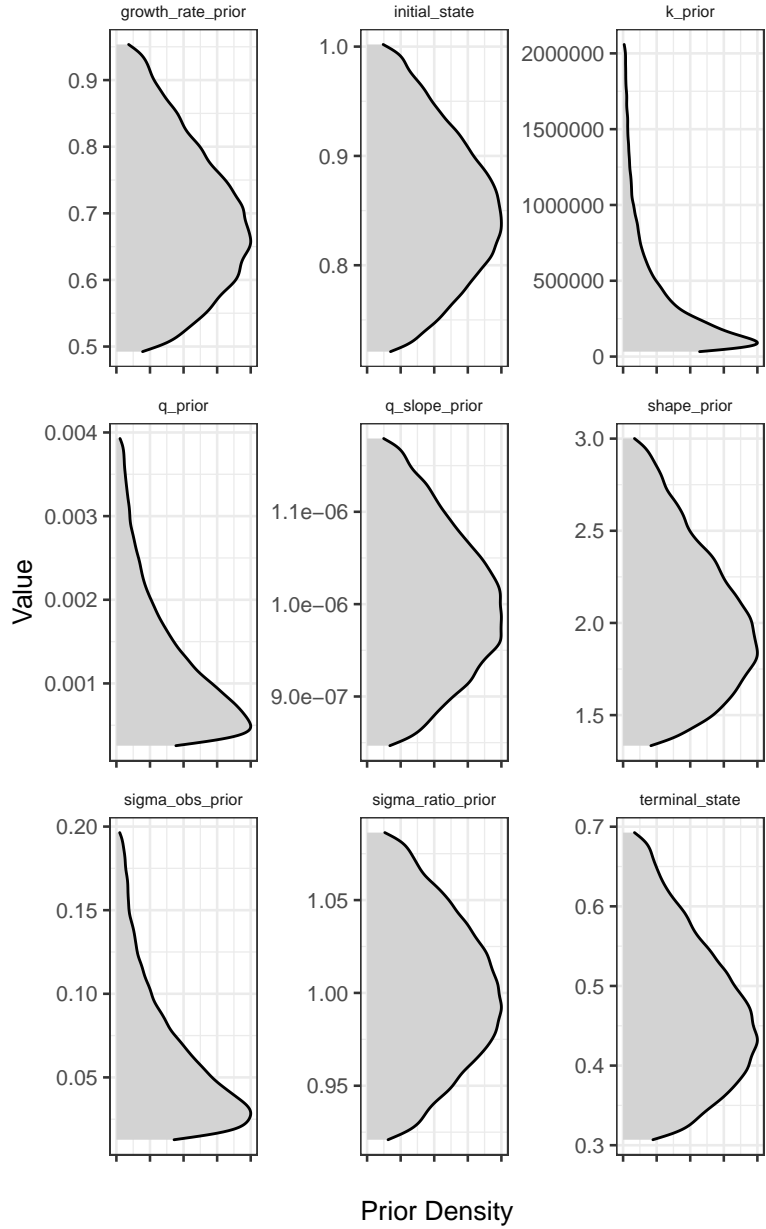 growth_rate_prior
initial_state
k_prior
0.9
0.8
0.7
0.6
0.5
1.0
0.9
0.8
2000000
1500000
1000000
500000
0
q_prior
q_slope_prior
shape_prior
0.004
0.003
0.002
0.001
1.1e−06
1.0e−06
9.0e−07
3.0
2.5
2.0
1.5
Value
sigma_obs_prior
sigma_ratio_prior
terminal_state
0.20
0.15
0.10
0.05
1.05
1.00
0.95
0.7
0.6
0.5
0.4
0.3
Prior Density